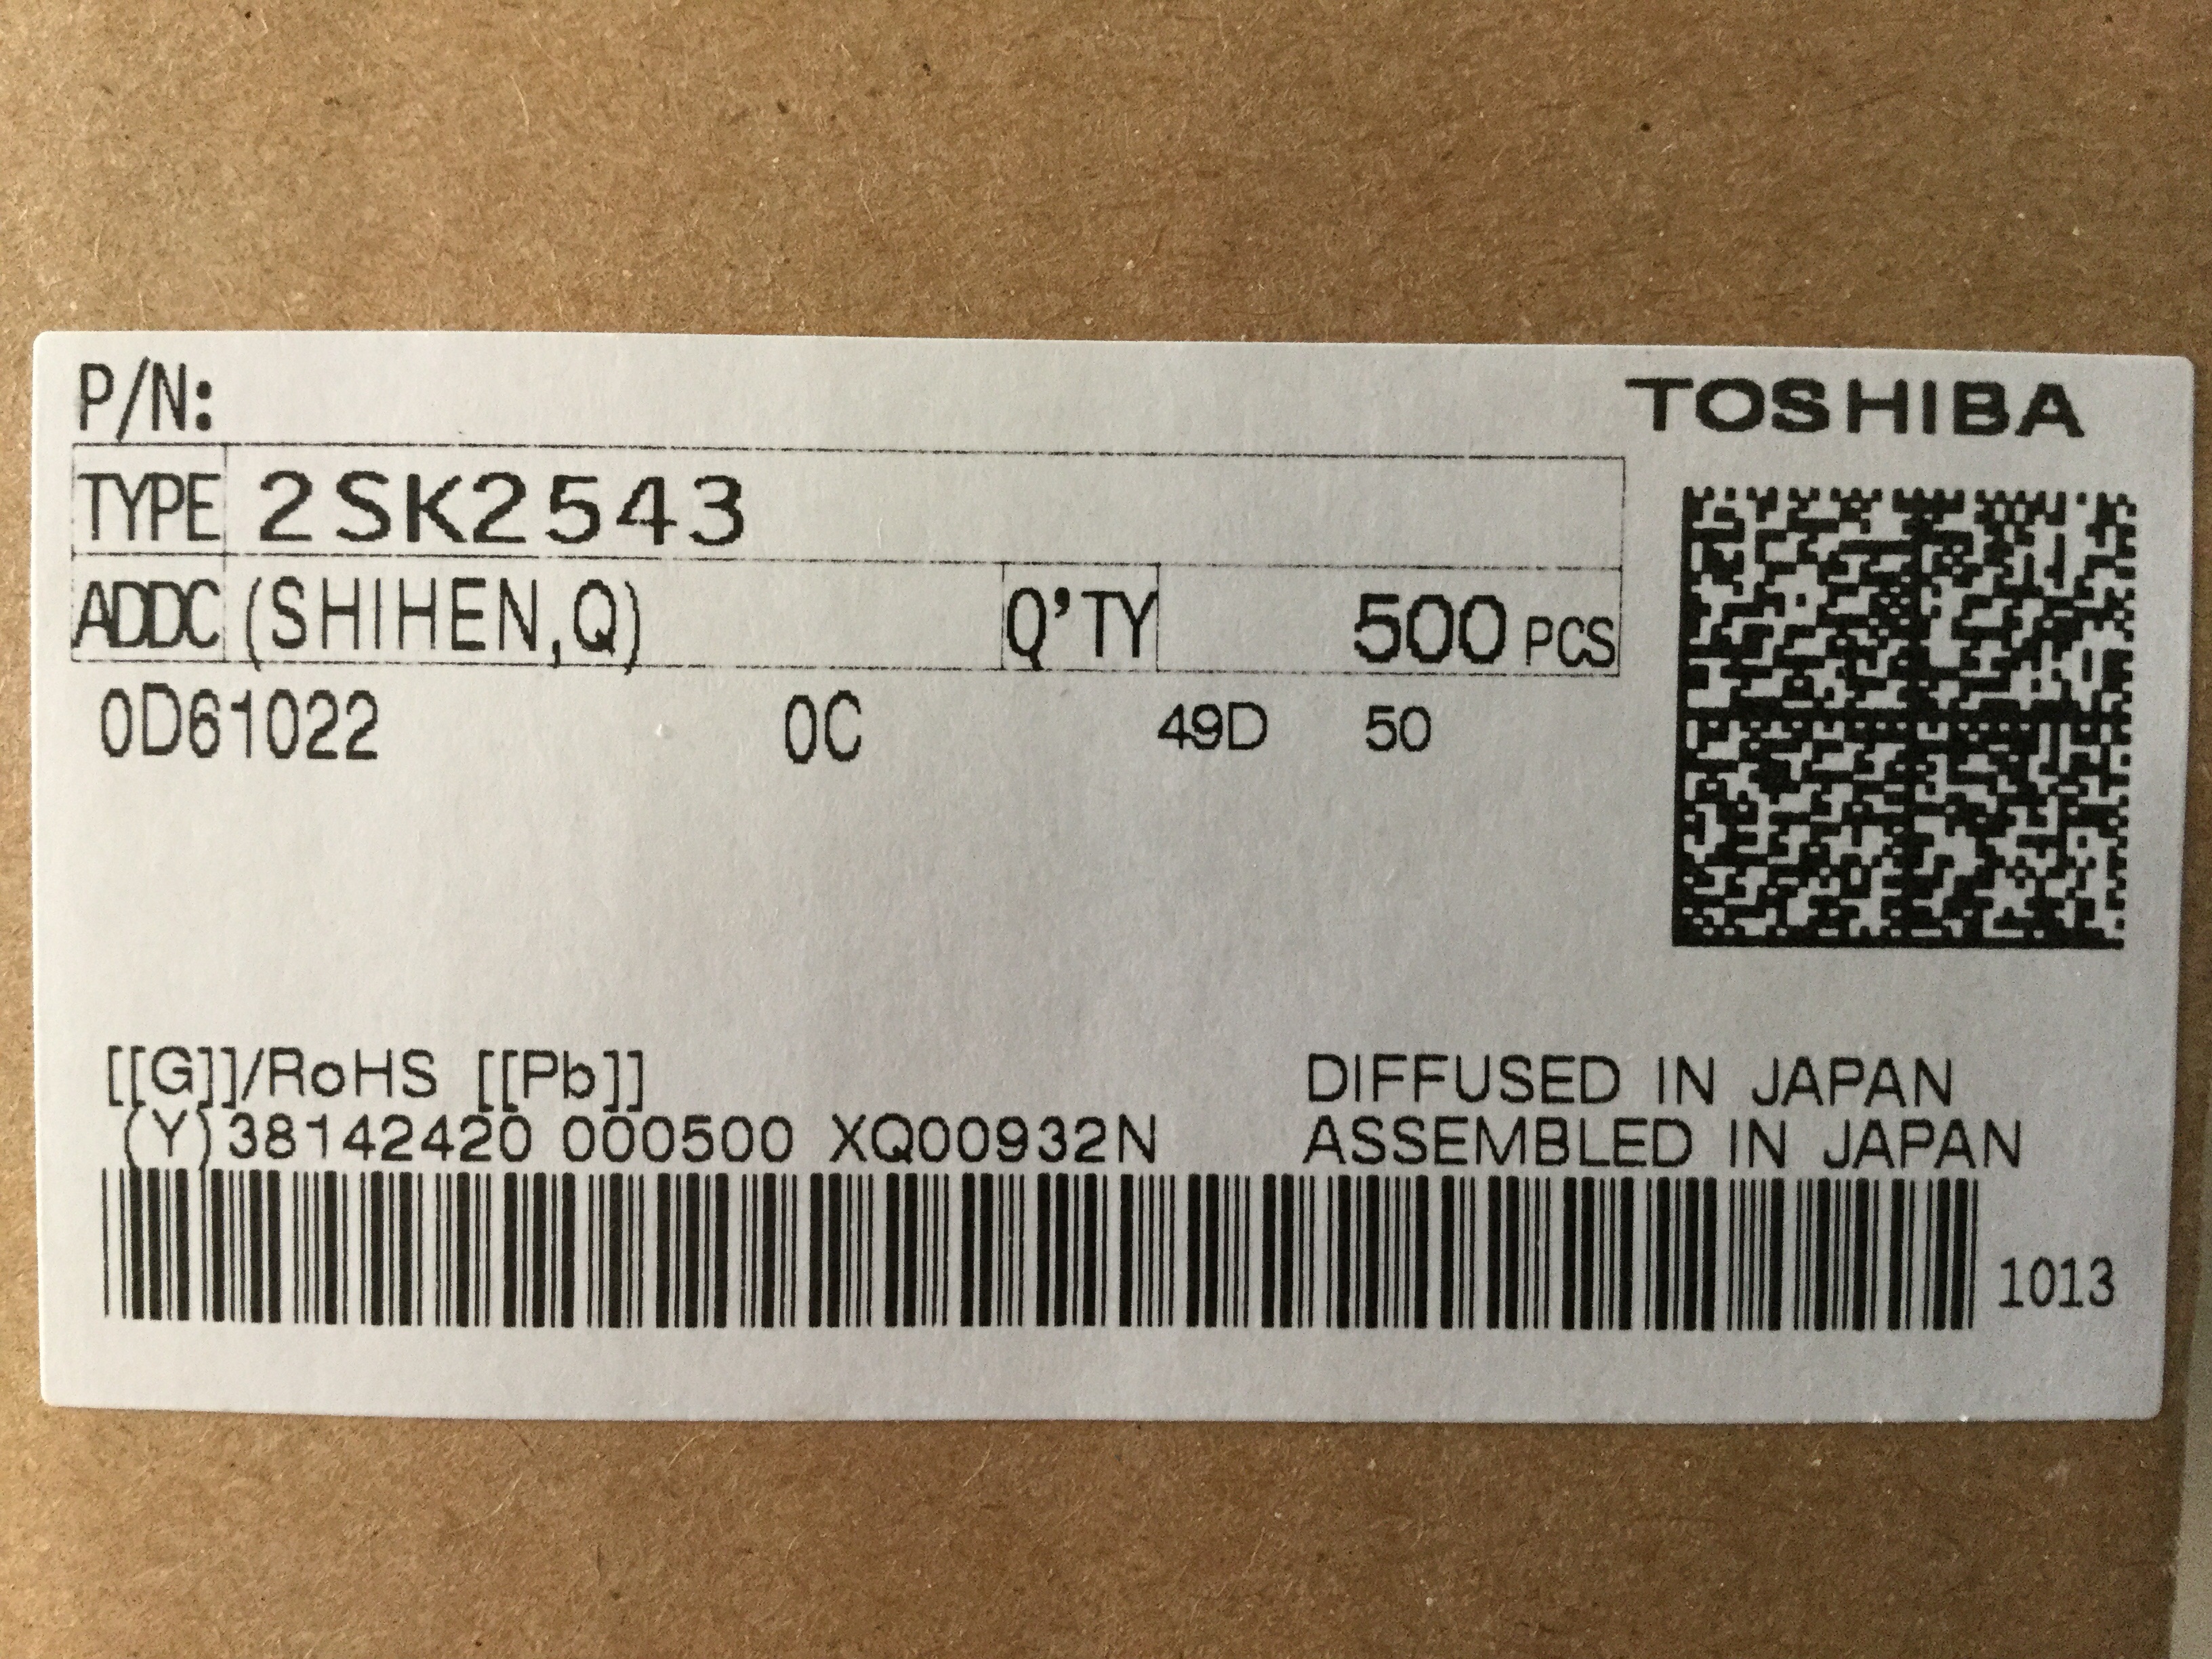 P/N:
TOSHIBA
TYPE 2SK2543
ADDC (SHIHEN,Q) Q'TY 500 PCS
0D61022 0C 49D 50
[[G]]/RoHS [[Pb]] DIFFUSED IN JAPAN
(Y)38142420 000500 XQ00932N ASSEMBLED IN JAPAN
1013